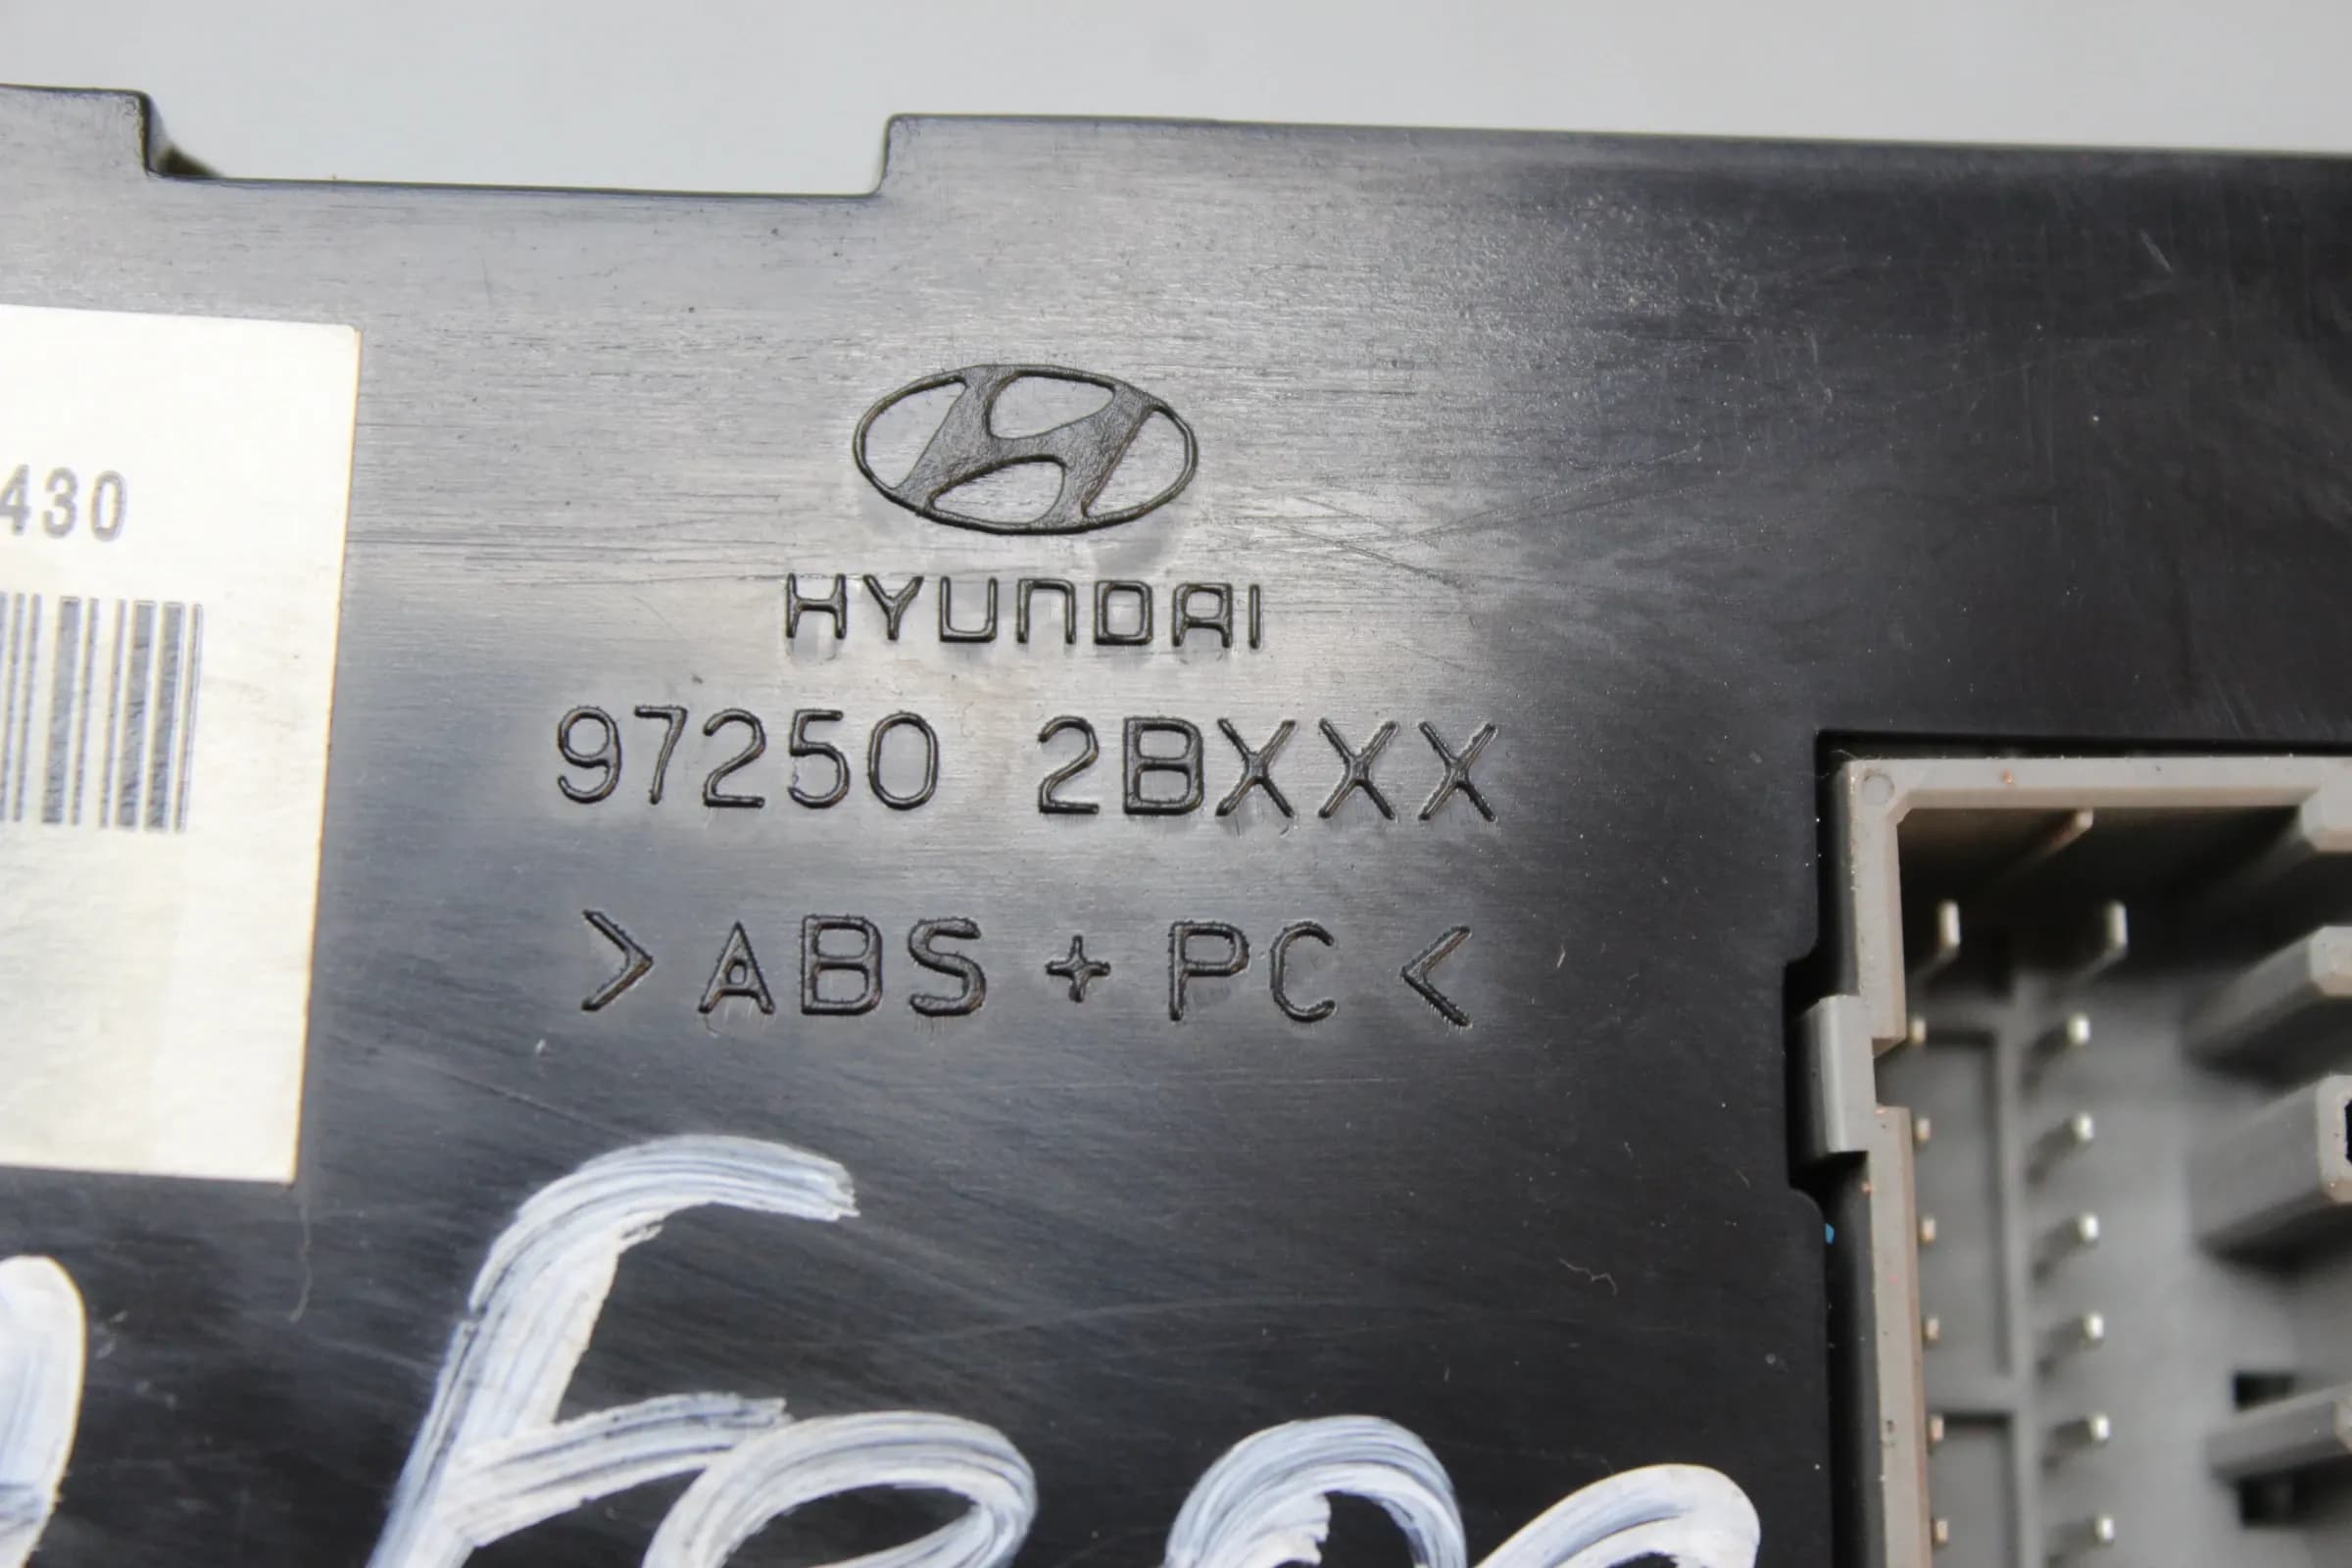 430
HYUNDAI
97250 2BXXX
>ABS+PC<